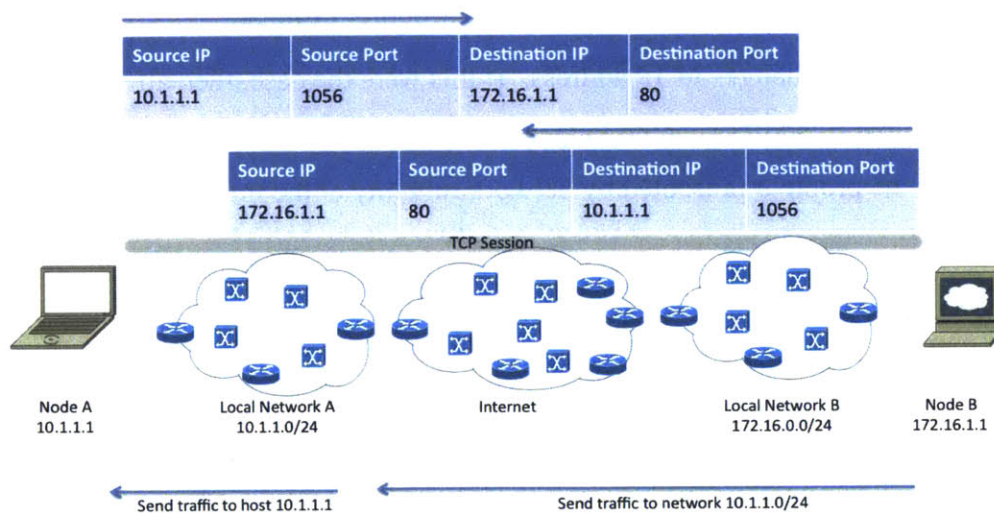 Source IP Source Port Destination IP Destination Port
10.1.1.1 1056 172.16.1.1 80
Source IP Source Port Destination IP Destination Port
172.16.1.1 80 10.1.1.1 1056
TCP Session
Node A Local Network A Internet Local Network B Node B
10.1.1.1 10.1.1.0/24 172.16.0.0/24 172.16.1.1
Send traffic to host 10.1.1.1 Send traffic to network 10.1.1.0/24